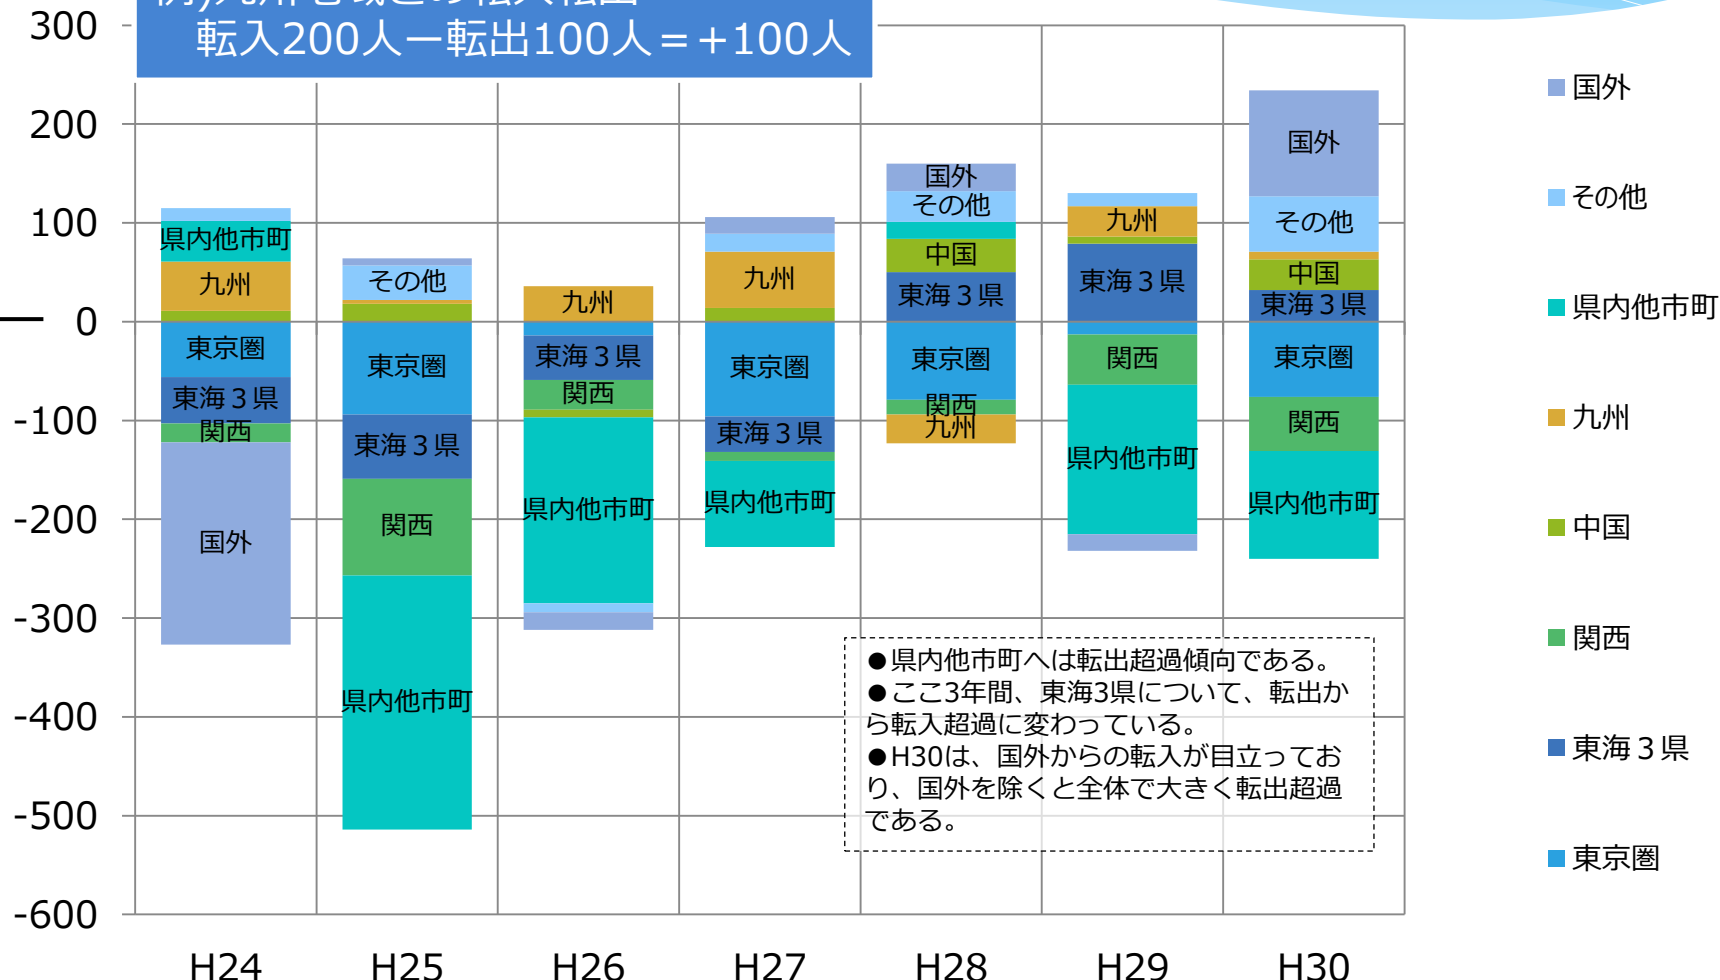 転入200人ー転出100人=+100人
300
200
100
0
-100
-200
-300
-400
-500
-600
県内他市町
九州
東京圏
東海３県
関西
国外
その他
東京圏
東海３県
関西
県内他市町
九州
東海３県
関西
県内他市町
九州
東京圏
東海３県
県内他市町
国外
その他
中国
東海３県
東京圏
関西
九州
九州
東海３県
関西
県内他市町
国外
その他
中国
東海３県
東京圏
関西
県内他市町
●県内他市町へは転出超過傾向である。
●ここ3年間、東海3県について、転出か
ら転入超過に変わっている。
●H30は、国外からの転入が目立ってお
り、国外を除くと全体で大きく転出超過
である。
H24
H25
H26
H27
H28
H29
H30
国外
その他
県内他市町
九州
中国
関西
東海３県
東京圏